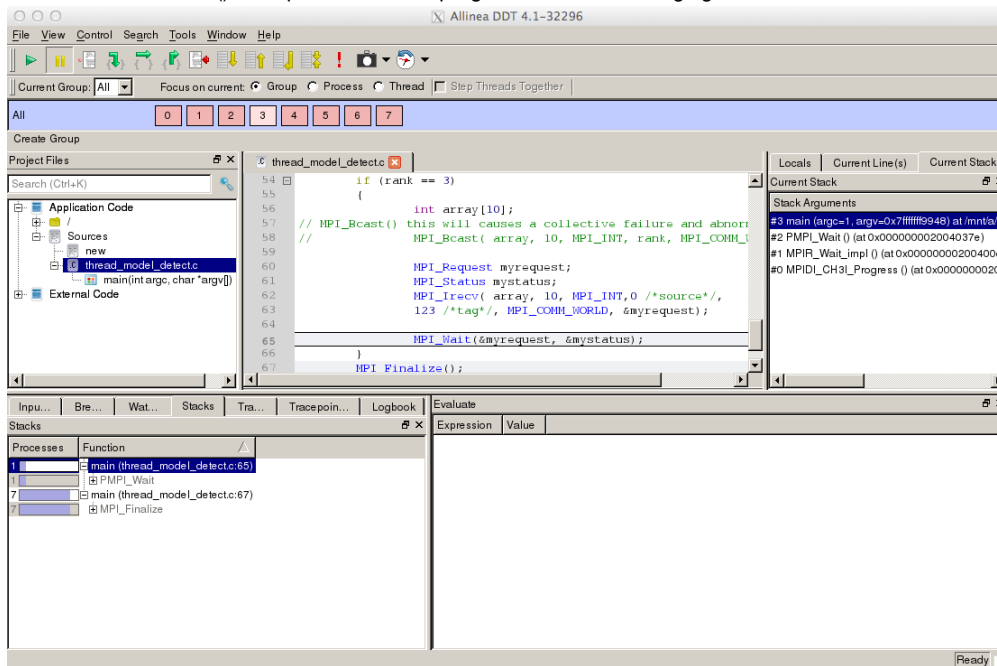 Allinea DDT 4.1-32296
File View Control Search Tools Window Help
Current Group: All Focus on current: Group Process Thread Step Threads Together
All 0 1 2 3 4 5 6 7
Create Group
Project Files
Search (Ctrl+K)
Application Code
/
Sources
new
thread_model_detect.c
main(int argc, char *argv[])
External Code
thread_model_detect.c
54 if (rank == 3)
55 {
56 int array[10];
57 // MPI_Bcast() this will causes a collective failure and abnorm
58 // MPI_Bcast( array, 10, MPI_INT, rank, MPI_COMM_
59
60 MPI_Request myrequest;
61 MPI_Status mystatus;
62 MPI_Irecv( array, 10, MPI_INT,0 /*source*/,
63 123 /*tag*/, MPI_COMM_WORLD, &myrequest);
64
65 MPI_Wait(&myrequest, &mystatus);
66 }
67 MPI_Finalize();
Locals Current Line(s) Current Stack
Current Stack
Stack Arguments
#3 main (argc=1, argv=0x7ffffff9948) at /mnt/a/
#2 PMPI_Wait () (at 0x000000002004037e)
#1 MPIR_Wait_impl () (at 0x00000000200400
#0 MPIDI_CH3I_Progress () (at 0x0000000020
Inpu... Bre... Wat... Stacks Tra... Tracepoin... Logbook
Stacks
Processes Function
1 main (thread_model_detect.c:65)
1 PMPI_Wait
7 main (thread_model_detect.c:67)
7 MPI_Finalize
Evaluate
Expression Value
Ready